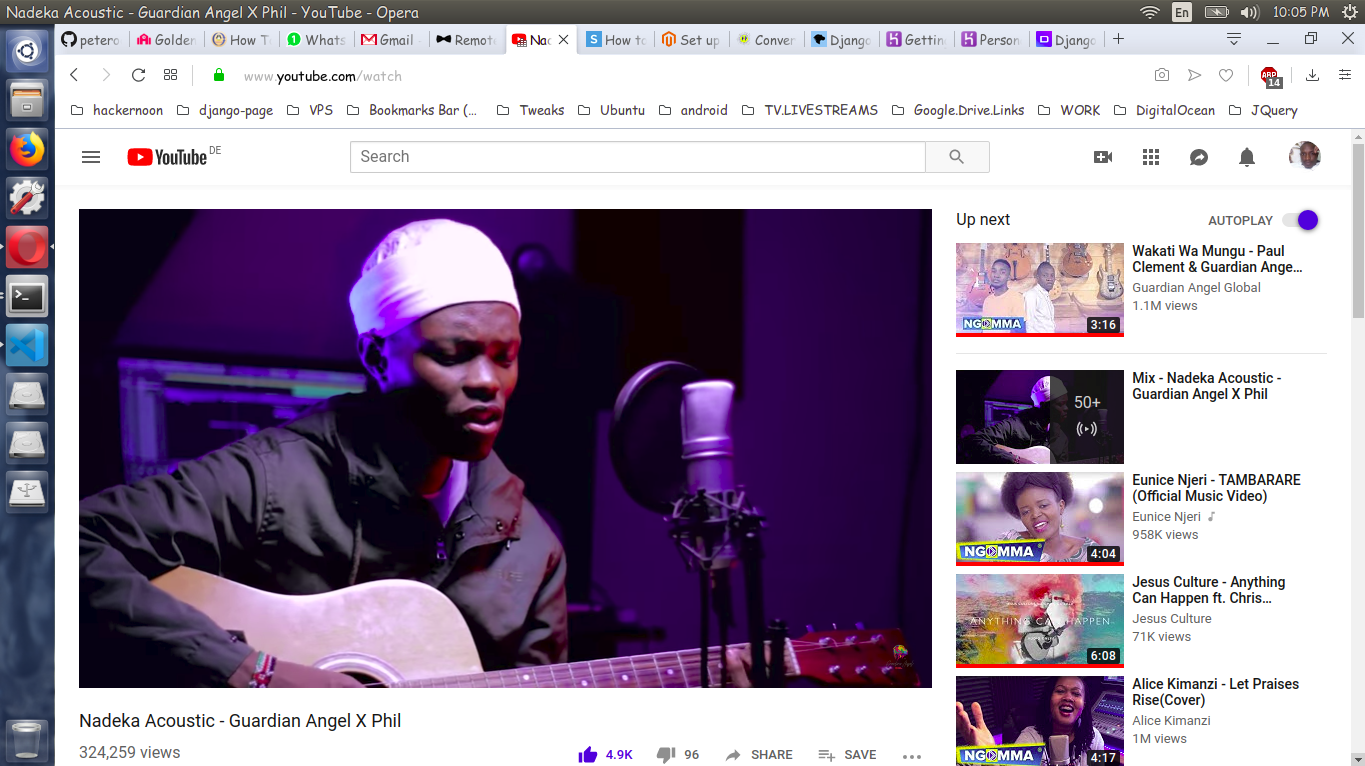 Nadeka Acoustic - Guardian Angel X Phil - YouTube - Opera
En
10:05 PM
petero
Golden
How T
Whats
Gmail -
Remot
Nac
How to
Set up
Conver
Django
Gettin
Person
Django
www.youtube.com/watch
ABP
14
hackernoon
django-page
VPS
Bookmarks Bar (...
Tweaks
Ubuntu
android
TV.LIVESTREAMS
Google.Drive.Links
WORK
DigitalOcean
JQuery
YouTube DE
Search
Up next
AUTOPLAY
Wakati Wa Mungu - Paul
Clement & Guardian Ange...
Guardian Angel Global
1.1M views
NGOMMA
3:16
Mix - Nadeka Acoustic -
Guardian Angel X Phil
50+
Eunice Njeri - TAMBARARE
(Official Music Video)
Eunice Njeri
958K views
NGOMMA
4:04
Jesus Culture - Anything
Can Happen ft. Chris...
Jesus Culture
71K views
ANYTHING CAN HAPPEN
6:08
Alice Kimanzi - Let Praises
Rise(Cover)
Alice Kimanzi
1M views
NGOMMA
4:17
Nadeka Acoustic - Guardian Angel X Phil
324,259 views
4.9K
96
SHARE
SAVE